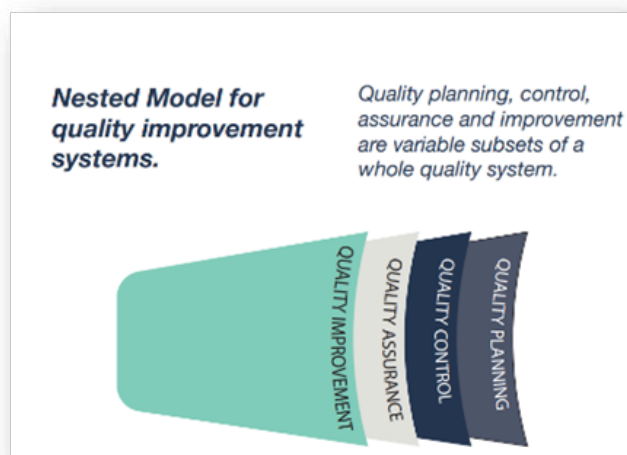 Nested Model for
quality improvement
systems.
Quality planning, control,
assurance and improvement
are variable subsets of a
whole quality system.
QUALITY IMPROVEMENT
QUALITY ASSURANCE
QUALITY CONTROL
QUALITY PLANNING